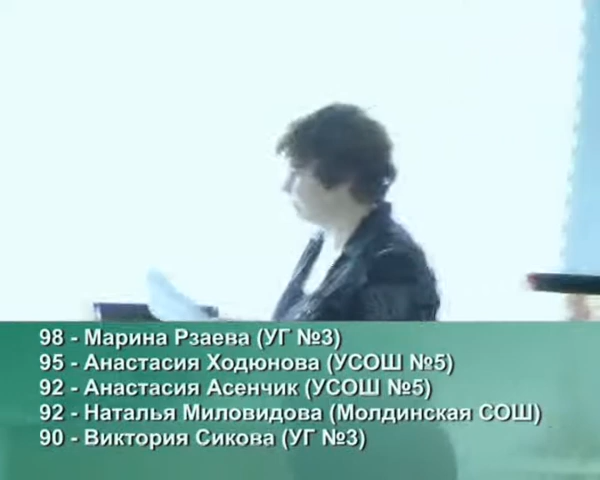 98 - Марина Рзаева (УГ №3)
95 - Анастасия Ходюнова (УСОШ №5)
92 - Анастасия Асенчик (УСОШ №5)
92 - Наталья Миловидова (Молдинская СОШ)
90 - Виктория Сикова (УГ №3)